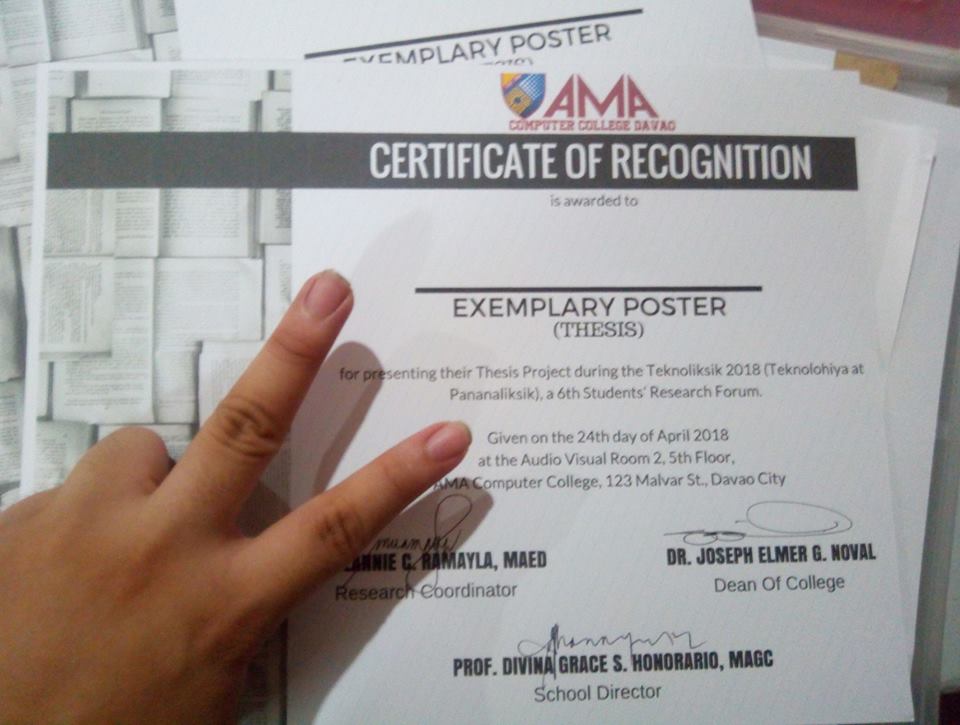 EXEMPLARY POSTER
AMA
COMPUTER COLLEGE DAVAO
CERTIFICATE OF RECOGNITION
is awarded to
EXEMPLARY POSTER
(THESIS)
for presenting their Thesis Project during the Teknoliksik 2018 (Teknolohiya at
Pananaliksik), a 6th Students' Research Forum.
Given on the 24th day of April 2018
at the Audio Visual Room 2, 5th Floor,
AMA Computer College, 123 Malvar St., Davao City
C. RAMAYLA, MAED
Research Coordinator
DR. JOSEPH ELMER G. NOVAL
Dean Of College
PROF. DIVINA GRACE S. HONORARIO, MAGC
School Director